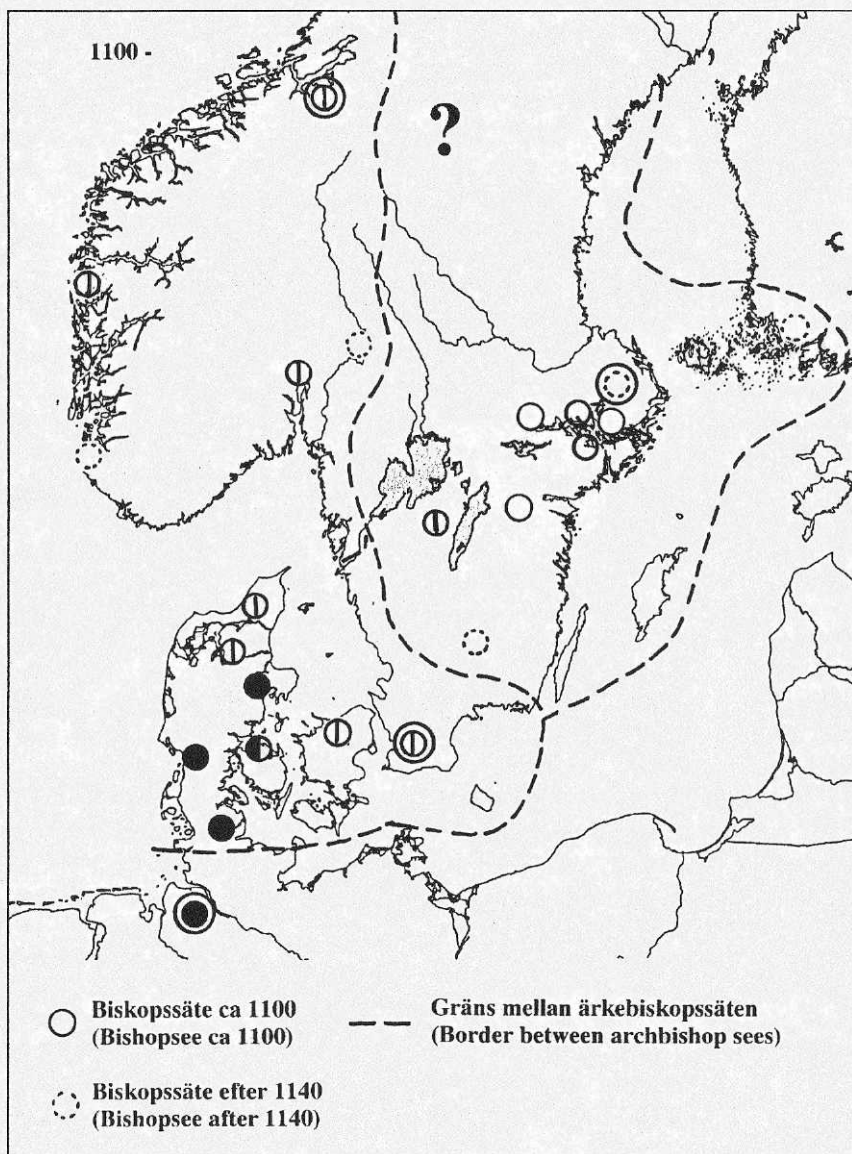 1100 -
?
Biskopssäte ca 1100
(Bishopsee ca 1100)
Gräns mellan ärkebiskopssäten
(Border between archbishop sees)
Biskopssäte efter 1140
(Bishopsee after 1140)